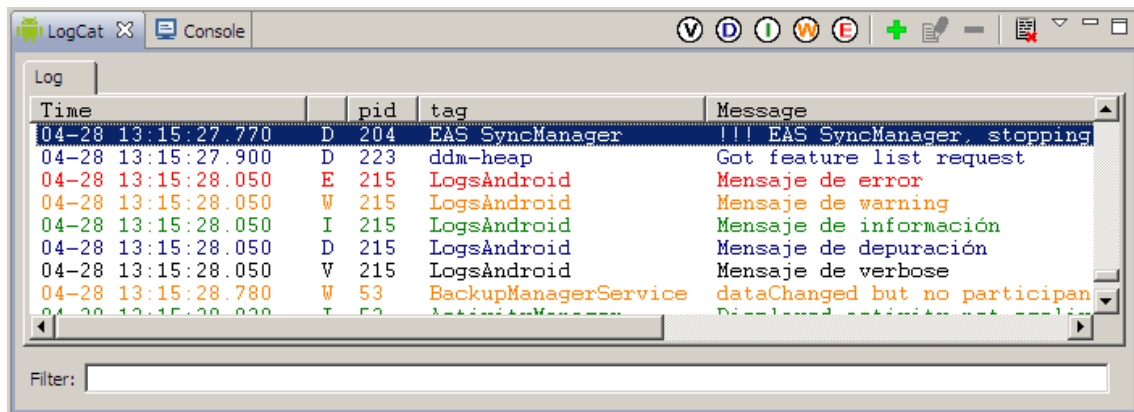 LogCat Console V D I W E
Log
Time pid tag Message
04-28 13:15:27.770 D 204 EAS SyncManager !!! EAS SyncManager, stopping
04-28 13:15:27.900 D 223 ddm-heap Got feature list request
04-28 13:15:28.050 E 215 LogsAndroid Mensaje de error
04-28 13:15:28.050 W 215 LogsAndroid Mensaje de warning
04-28 13:15:28.050 I 215 LogsAndroid Mensaje de información
04-28 13:15:28.050 D 215 LogsAndroid Mensaje de depuración
04-28 13:15:28.050 V 215 LogsAndroid Mensaje de verbose
04-28 13:15:28.780 W 53 BackupManagerService dataChanged but no participan
Filter: